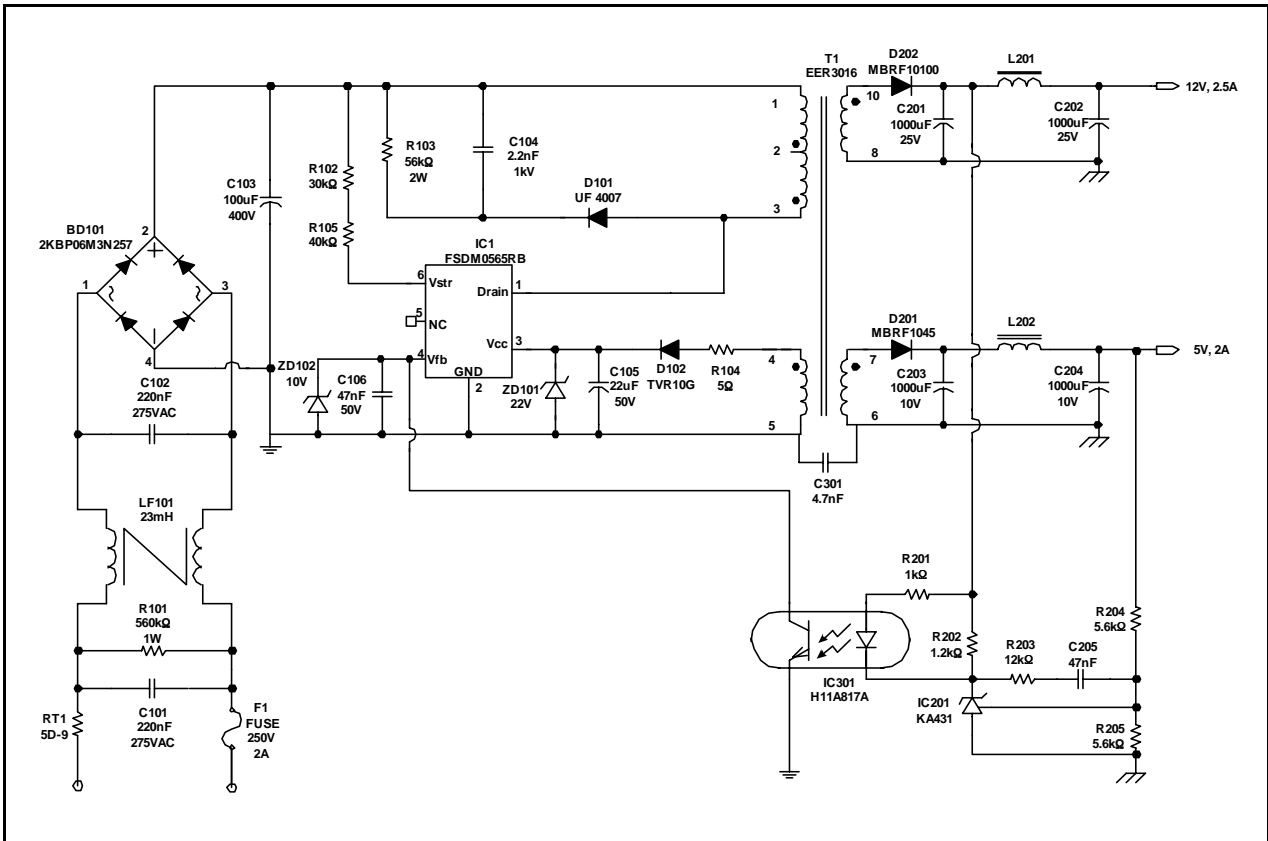 T1
EER3016
D202
MBRF10100
L201
1
10
12V, 2.5A
C201
1000uF
25V
C202
1000uF
25V
R103
56kΩ
2W
C104
2.2nF
1kV
2
8
R102
30kΩ
C103
100uF
400V
D101
UF 4007
3
BD101
2KBP06M3N257
2
R105
40kΩ
IC1
FSDM0565RB
1
3
6
Vstr
Drain
1
5
NC
4
Vfb
Vcc
3
GND
2
D201
MBRF1045
L202
4
7
5V, 2A
4
ZD102
10V
C106
47nF
50V
ZD101
22V
C105
22uF
50V
D102
TVR10G
R104
5Ω
C203
1000uF
10V
C204
1000uF
10V
C102
220nF
275VAC
5
6
C301
4.7nF
LF101
23mH
R201
1kΩ
R101
560kΩ
1W
R204
5.6kΩ
R202
1.2kΩ
R203
12kΩ
C205
47nF
IC301
H11A817A
IC201
KA431
RT1
5D-9
C101
220nF
275VAC
F1
FUSE
250V
2A
R205
5.6kΩ